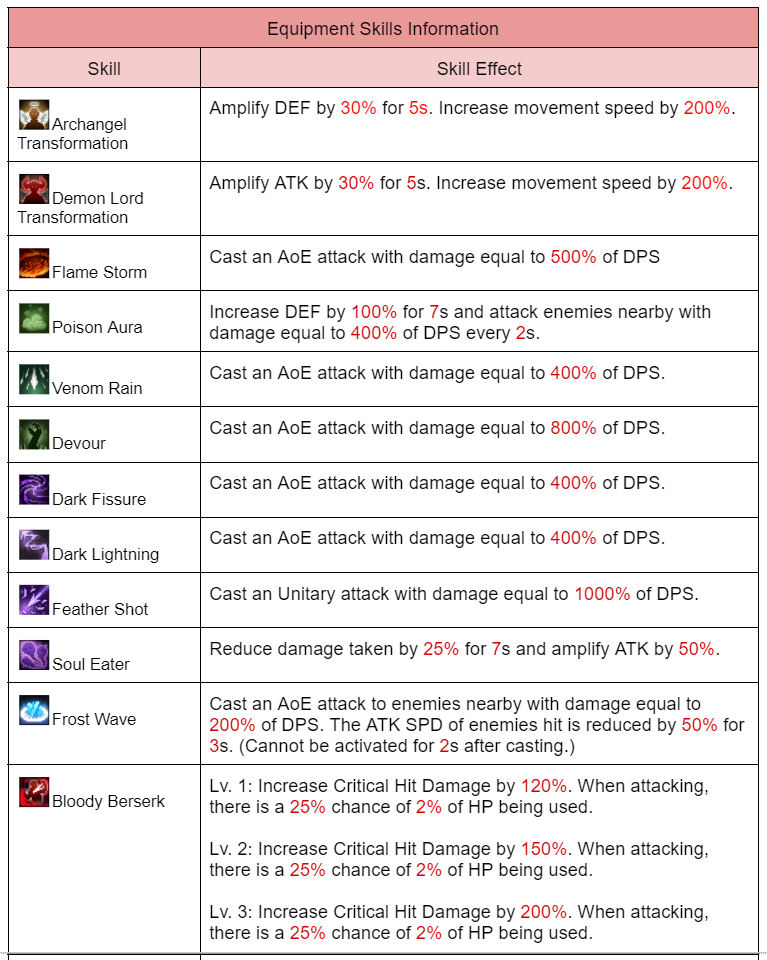 Equipment Skills Information
Skill
Skill Effect
Archangel
Transformation
Amplify DEF by 30% for 5s. Increase movement speed by 200%.
Demon Lord
Transformation
Amplify ATK by 30% for 5s. Increase movement speed by 200%.
Flame Storm
Cast an AoE attack with damage equal to 500% of DPS
Poison Aura
Increase DEF by 100% for 7s and attack enemies nearby with
damage equal to 400% of DPS every 2s.
Venom Rain
Cast an AoE attack with damage equal to 400% of DPS.
Devour
Cast an AoE attack with damage equal to 800% of DPS.
Dark Fissure
Cast an AoE attack with damage equal to 400% of DPS.
Dark Lightning
Cast an AoE attack with damage equal to 400% of DPS.
Feather Shot
Cast an Unitary attack with damage equal to 1000% of DPS.
Soul Eater
Reduce damage taken by 25% for 7s and amplify ATK by 50%.
Frost Wave
Cast an AoE attack to enemies nearby with damage equal to
200% of DPS. The ATK SPD of enemies hit is reduced by 50% for
3s. (Cannot be activated for 2s after casting.)
Bloody Berserk
Lv. 1: Increase Critical Hit Damage by 120%. When attacking,
there is a 25% chance of 2% of HP being used.
Lv. 2: Increase Critical Hit Damage by 150%. When attacking,
there is a 25% chance of 2% of HP being used.
Lv. 3: Increase Critical Hit Damage by 200%. When attacking,
there is a 25% chance of 2% of HP being used.